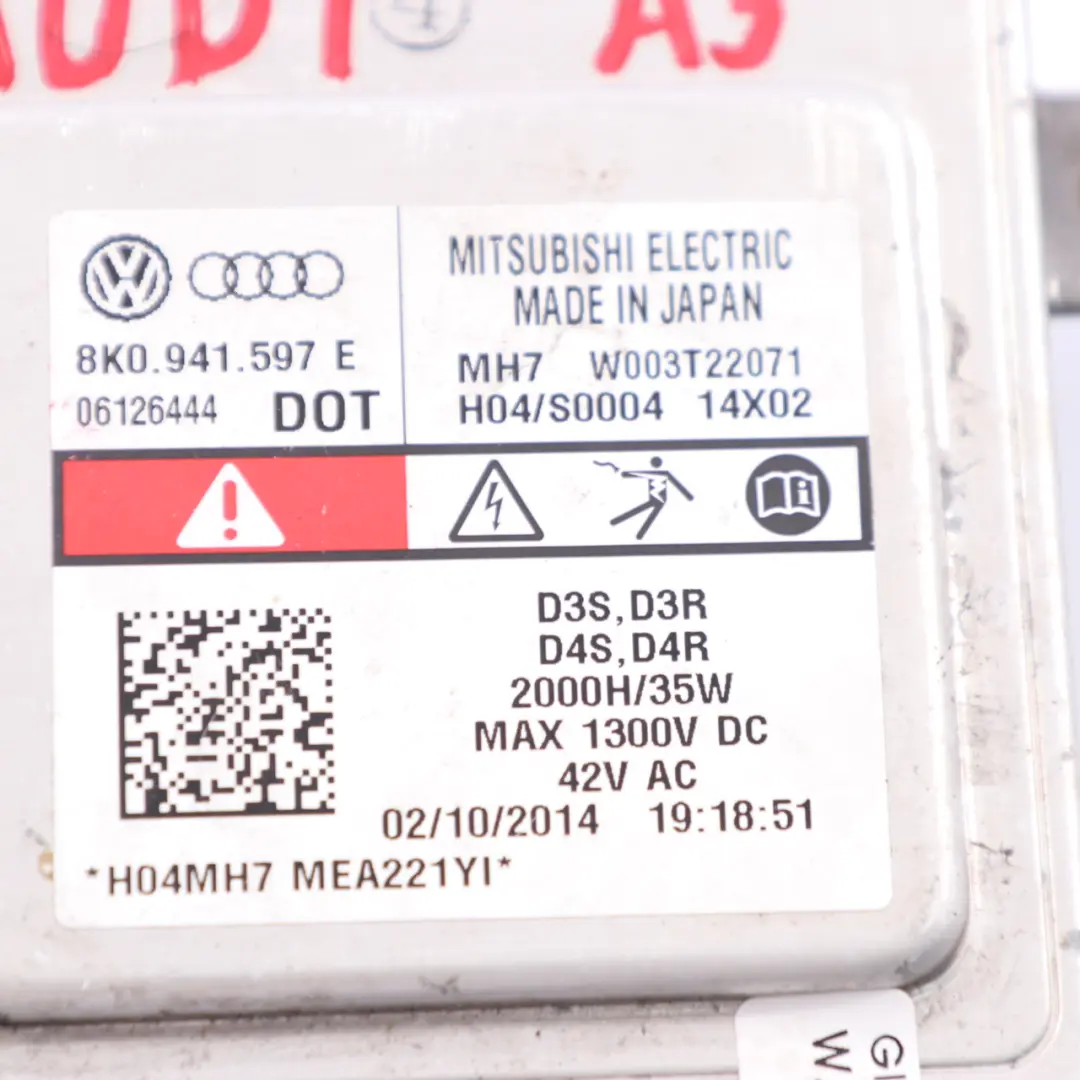 AUDI A3
8K0.941.597 E
06126444 DOT
MITSUBISHI ELECTRIC
MADE IN JAPAN
MH7 W003T22071
H04/S0004 14X02
D3S,D3R
D4S,D4R
2000H/35W
MAX 1300V DC
42V AC
02/10/2014 19:18:51
*H04MH7 MEA221YI*